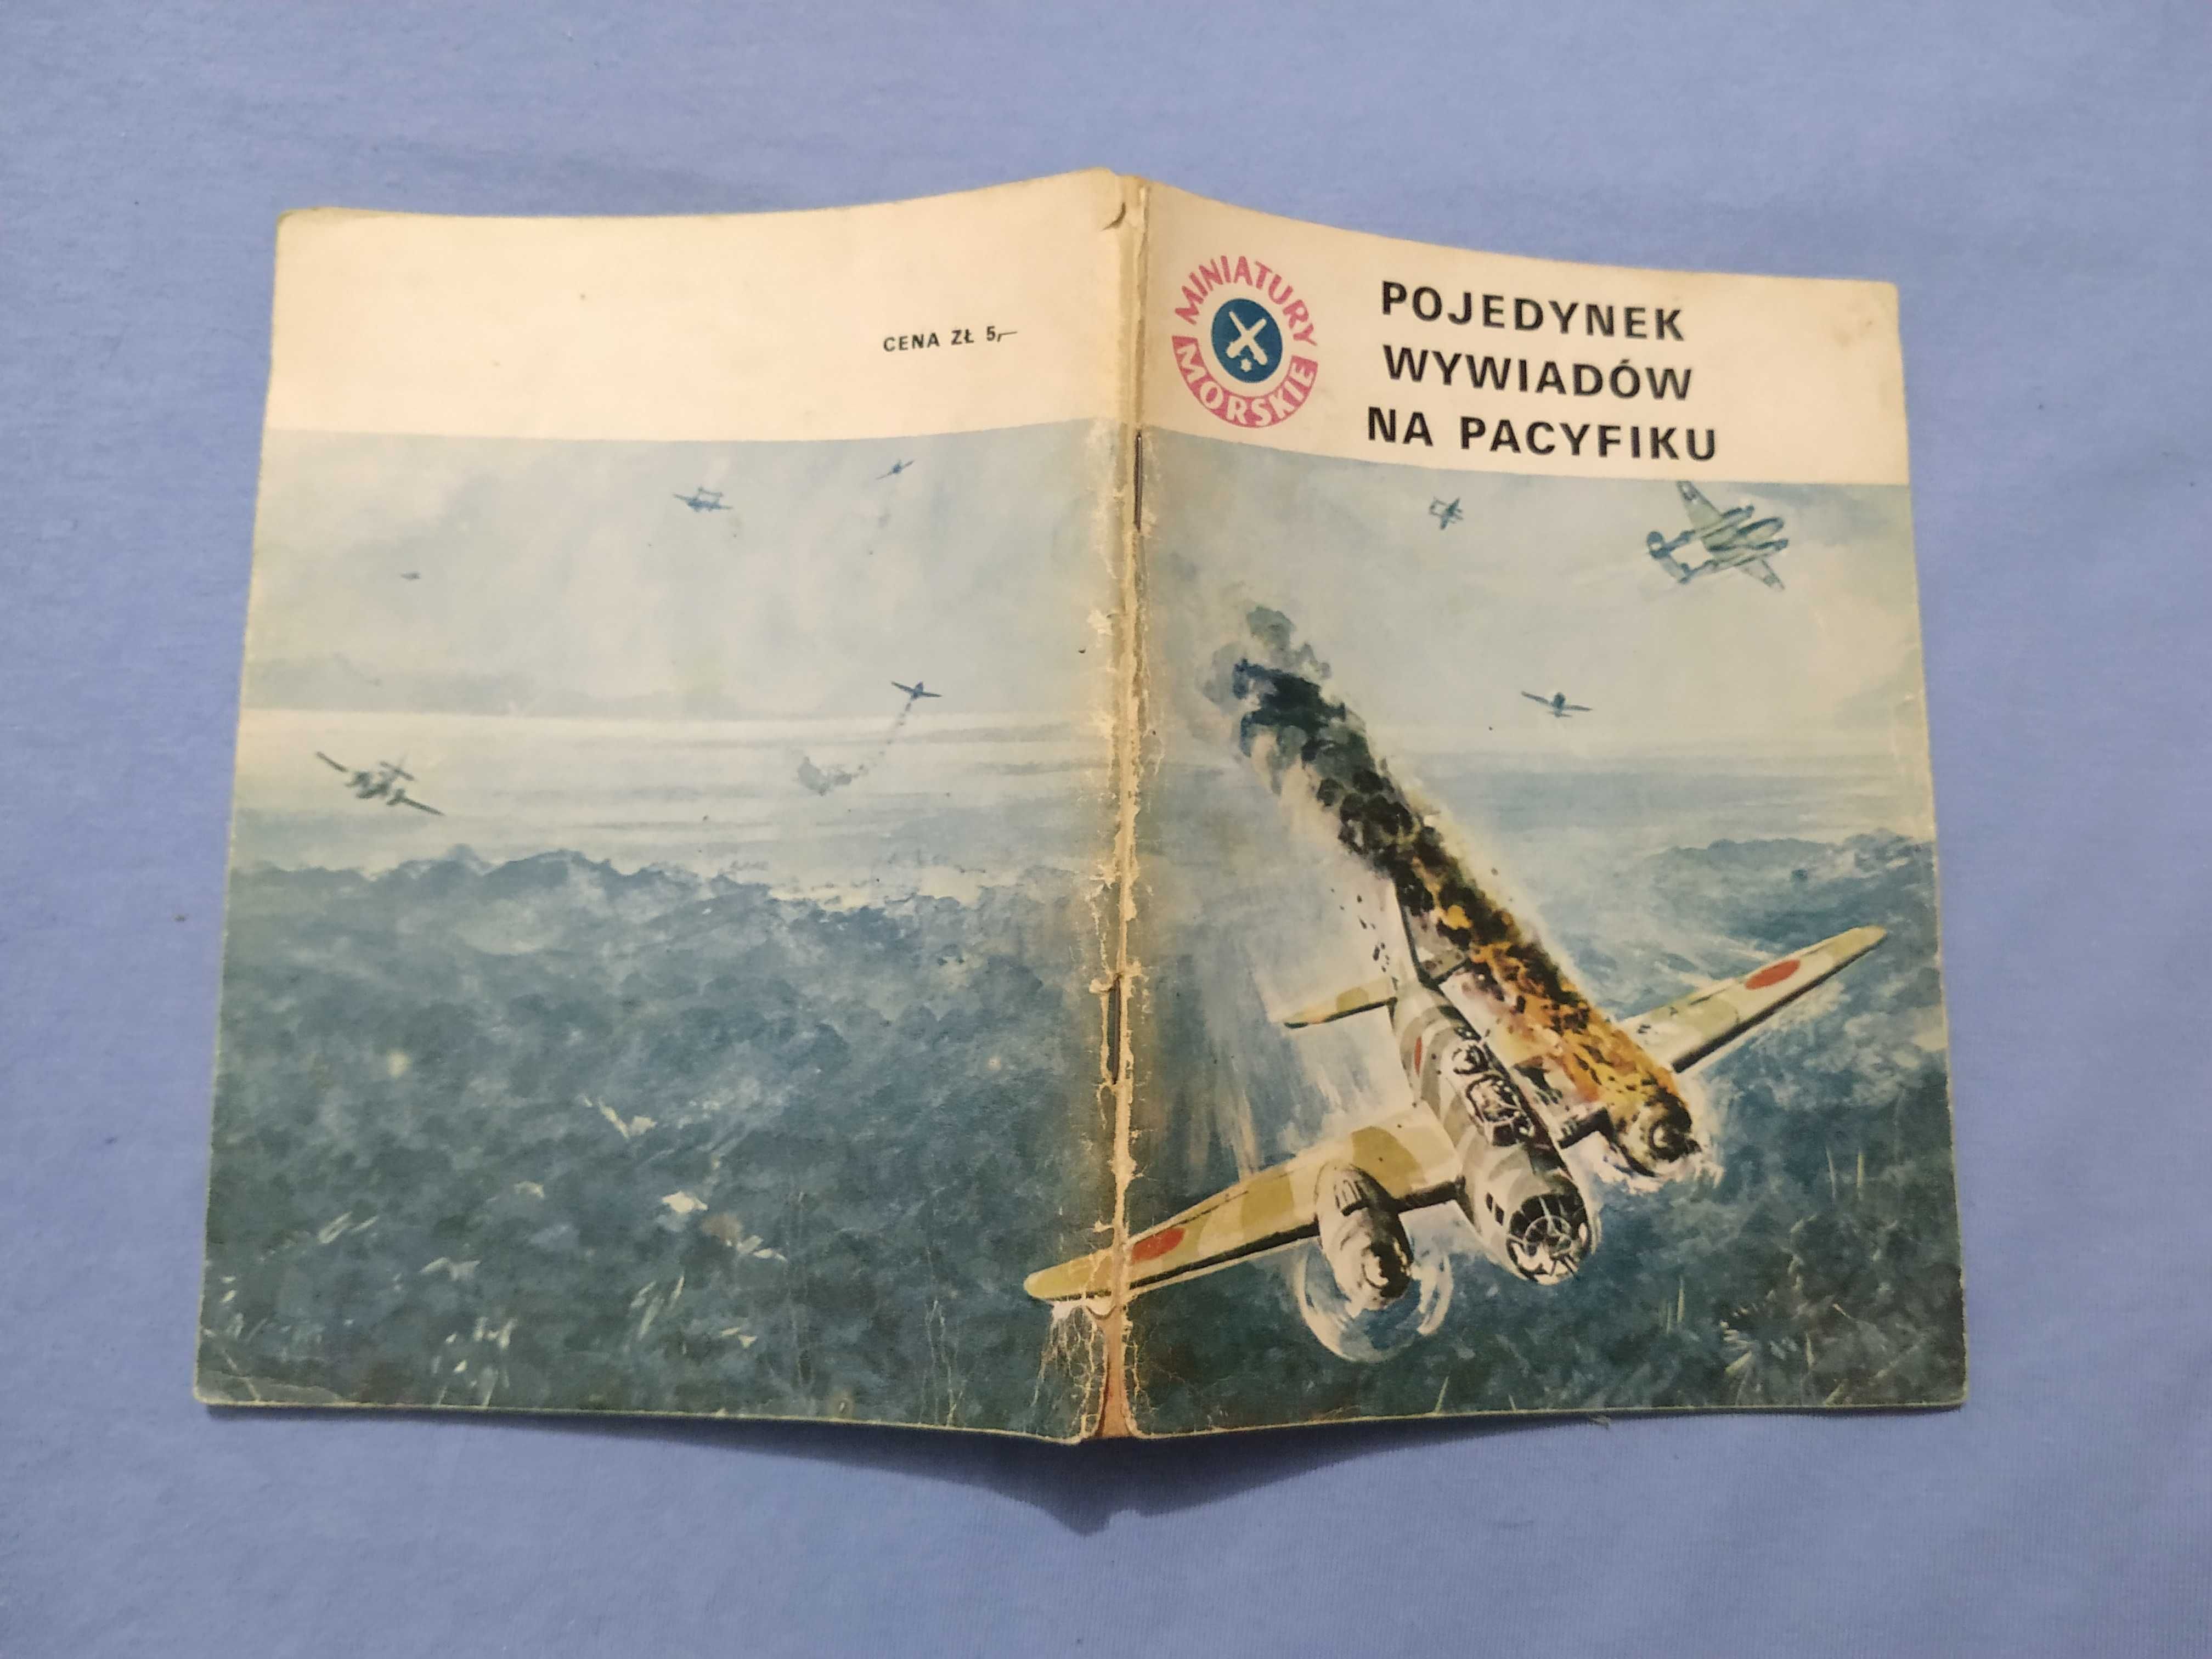 CENA ZŁ 5,—
MINIATURY
MORSKIE
POJEDYNEK
WYWIADÓW
NA PACYFIKU